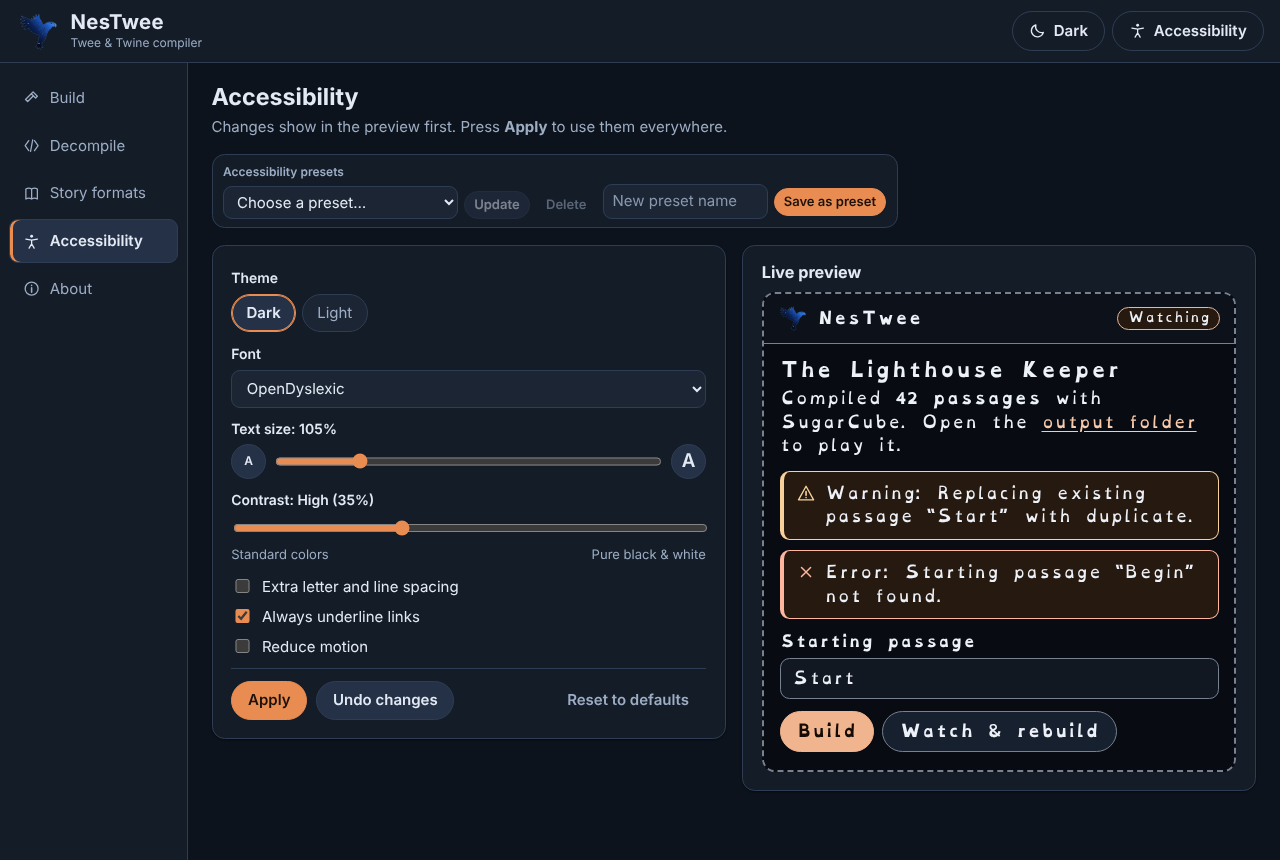 NesTwee
Twee & Twine compiler
Dark
Accessibility
Build
Decompile
Story formats
Accessibility
About
Accessibility
Changes show in the preview first. Press Apply to use them everywhere.
Accessibility presets
Choose a preset...
Update
Delete
New preset name
Save as preset
Theme
Dark
Light
Font
OpenDyslexic
Text size: 105%
A
A
Contrast: High (35%)
Standard colors
Pure black & white
Extra letter and line spacing
Always underline links
Reduce motion
Apply
Undo changes
Reset to defaults
Live preview
NesTwee
Watching
The Lighthouse Keeper
Compiled 42 passages with
SugarCube. Open the output folder
to play it.
Warning: Replacing existing
passage “Start” with duplicate.
Error: Starting passage “Begin”
not found.
Starting passage
Start
Build
Watch & rebuild